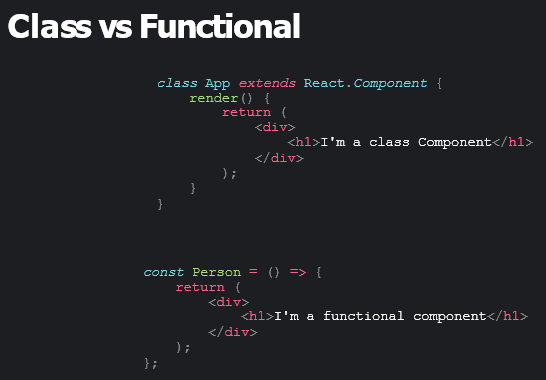 Class vs Functional
class App extends React.Component {
render() {
return (
<div>
<h1>I'm a class Component</h1>
</div>
);
}
}
const Person = () => {
return (
<div>
<h1>I'm a functional component</h1>
</div>
);
};